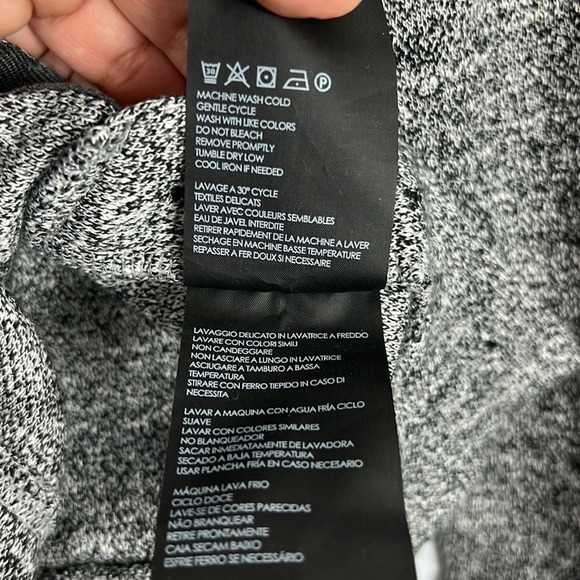 30 P
MACHINE WASH COLD
GENTLE CYCLE
WASH WITH LIKE COLORS
DO NOT BLEACH
REMOVE PROMPTLY
TUMBLE DRY LOW
COOL IRON IF NEEDED
LAVAGE A 30° CYCLE
TEXTILES DELICATS
LAVER AVEC COULEURS SEMBLABLES
EAU DE JAVEL INTERDITE
RETIRER RAPIDEMENT DE LA MACHINE A LAVER
SECHAGE EN MACHINE BASSE TEMPERATURE
REPASSER A FER DOUX SI NECESSAIRE
LAVAGGIO DELICATO IN LAVATRICE A FREDDO
LAVARE CON COLORI SIMILI
NON CANDEGGIARE
NON LASCIARE A LUNGO IN LAVATRICE
ASCIUGARE A TAMBURO A BASSA
TEMPERATURA
STIRARE CON FERRO TIEPIDO IN CASO DI
NECESSITA
LAVAR A MAQUINA CON AGUA FRÍA CICLO
SUAVE
LAVAR CON COLORES SIMILARES
NO BLANQUEADOR
SACAR INMEDIATAMENTE DE LAVADORA
SECADO A BAJA TEMPERATURA
USAR PLANCHA FRÍA EN CASO NECESARIO
MÁQUINA LAVA FRIO
CICLO DOCE
LAVE-SE DE CORES PARECIDAS
NÃO BRANQUEAR
RETIRE PRONTAMENTE
CAIA SECAM BAIXO
ESFRIE FERRO SE NECESSÁRIO